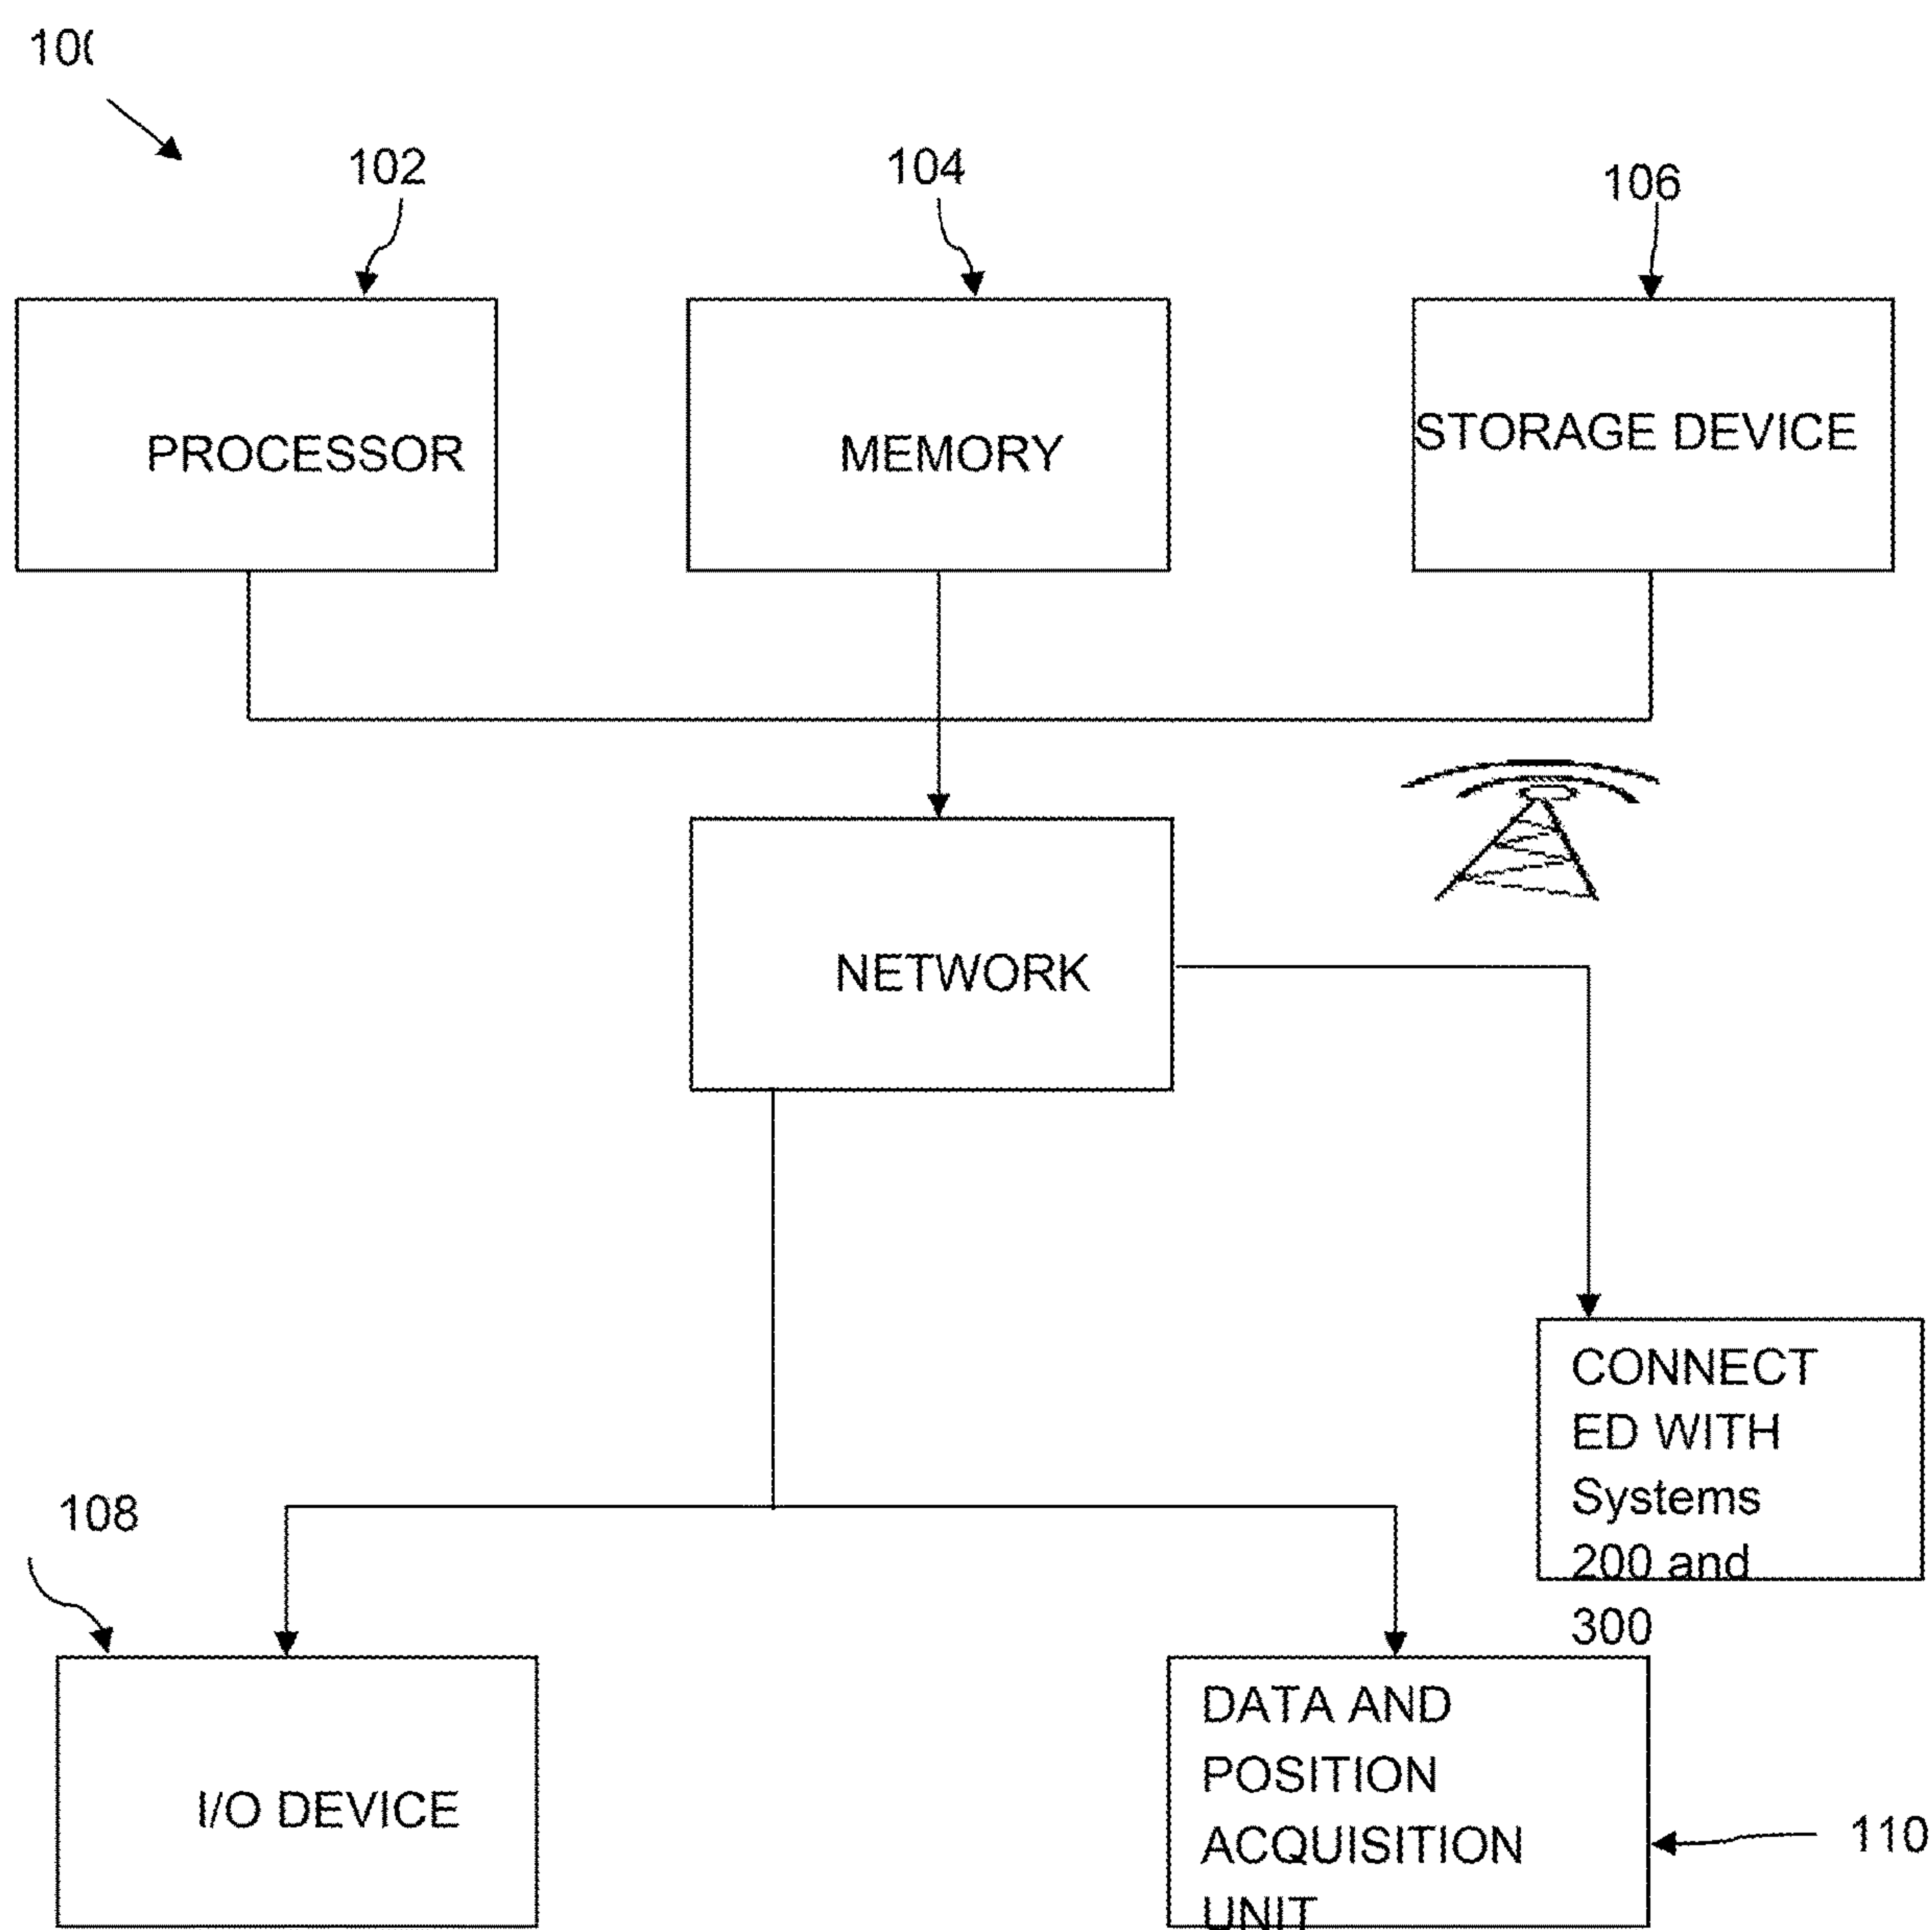 102
104
106
PROCESSOR
MEMORY
STORAGE DEVICE
NETWORK
CONNECT
ED WITH
Systems
200 and
300
108
I/O DEVICE
DATA AND
POSITION
ACQUISITION
UNIT
110